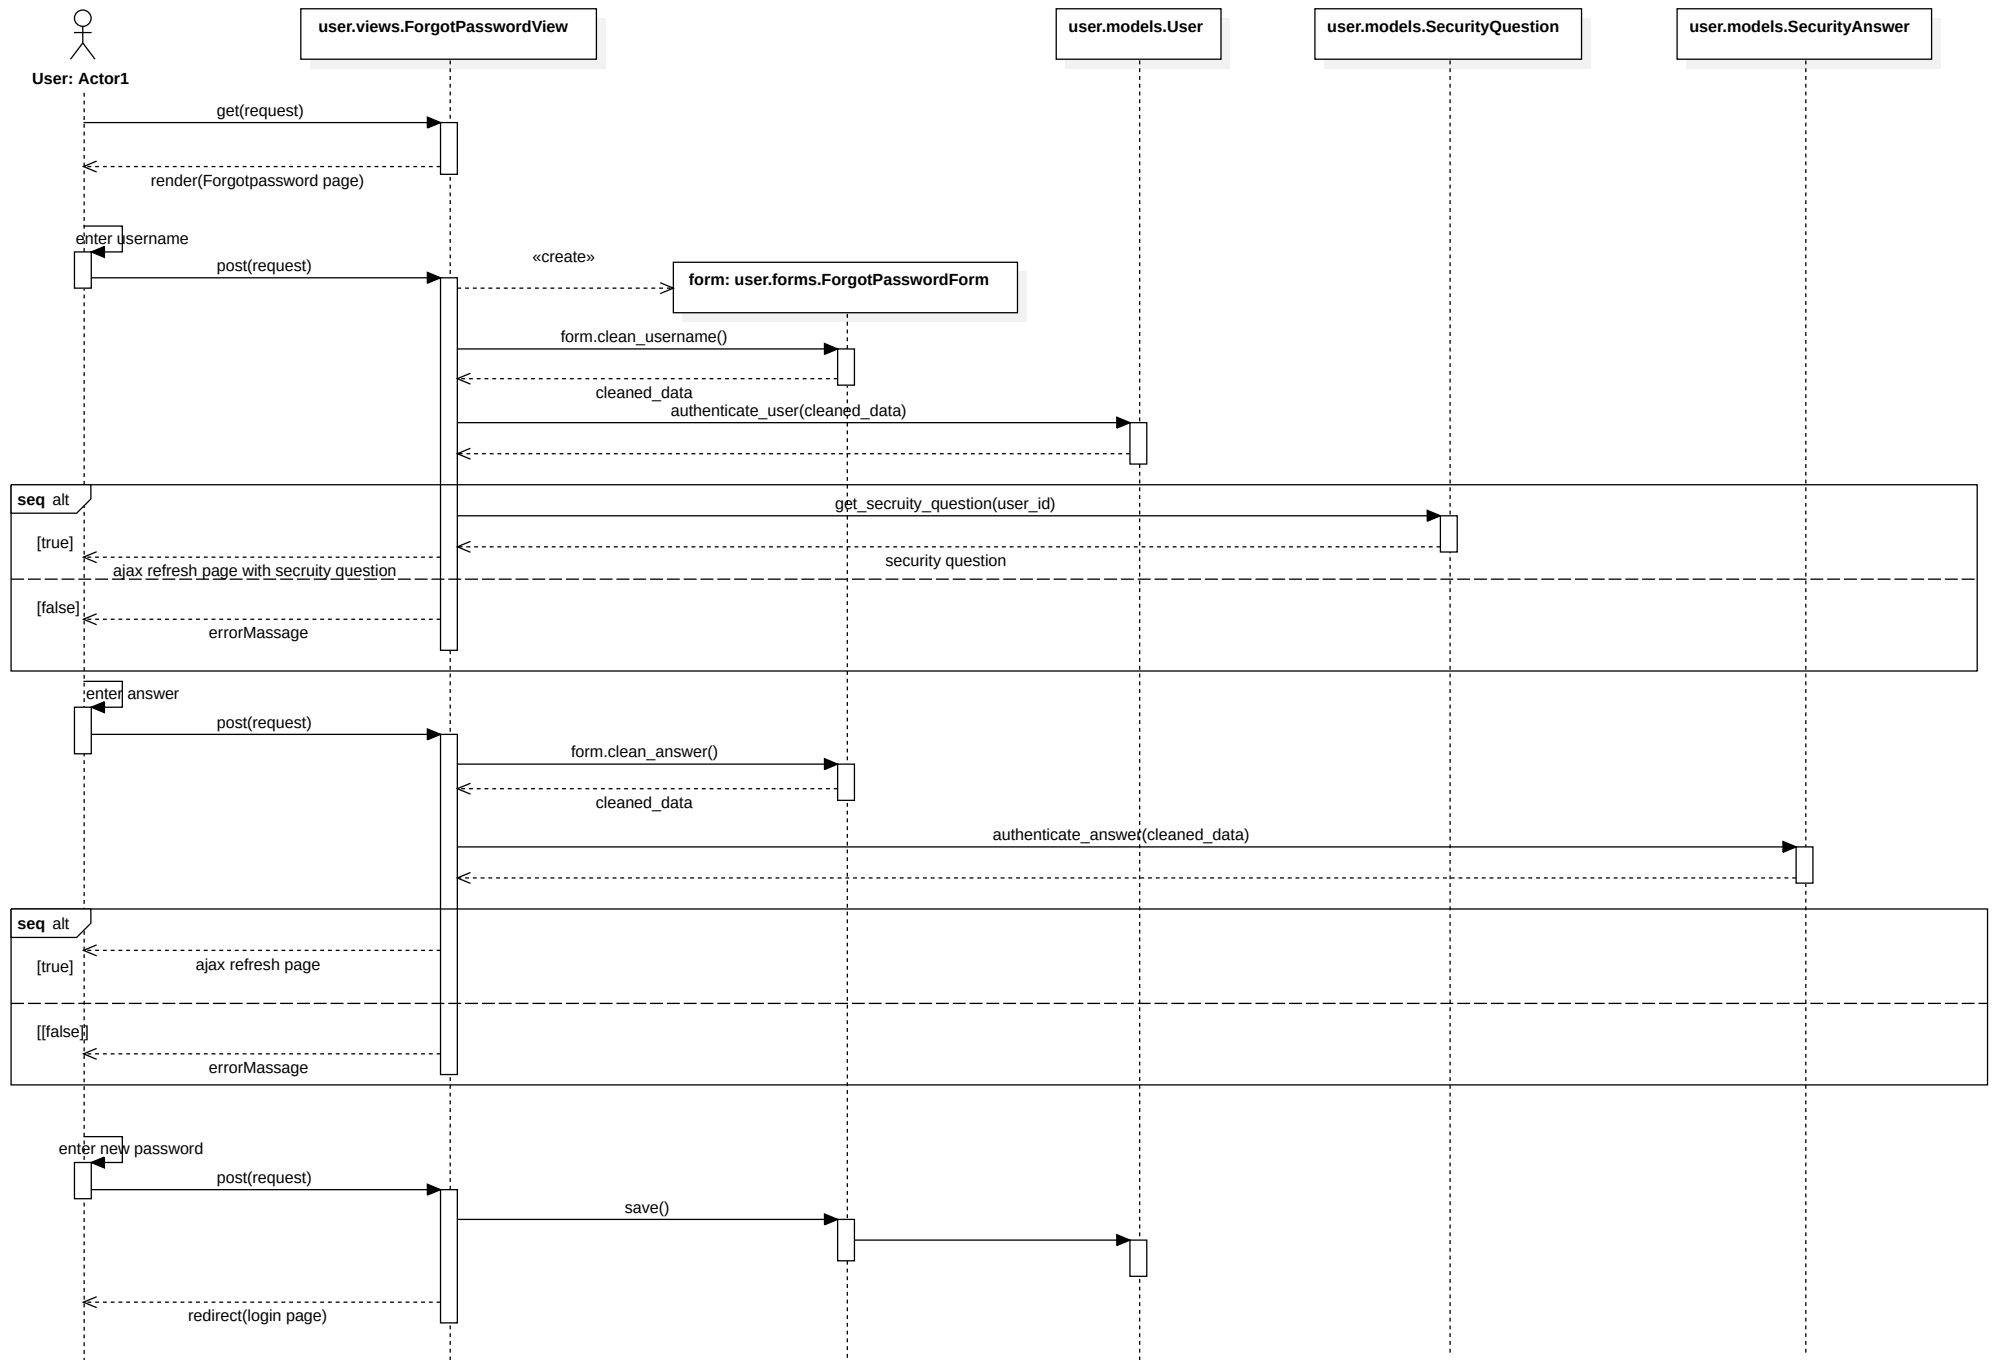 user.views.ForgotPasswordView
user.models.User
user.models.SecurityQuestion
user.models.SecurityAnswer
User: Actor1
get(request)
render(Forgotpassword page)
enter username
«create»
post(request)
form: user.forms.ForgotPasswordForm
form.clean_username()
cleaned_data
authenticate_user(cleaned_data)
seq alt
get_secruity_question(user_id)
[true]
security question
ajax refresh page with secruity question
[false]
errorMassage
enter answer
post(request)
form.clean_answer()
cleaned_data
authenticate_answer(cleaned_data)
seq alt
[true]
ajax refresh page
[[false]]
errorMassage
enter new password
post(request)
save()
redirect(login page)